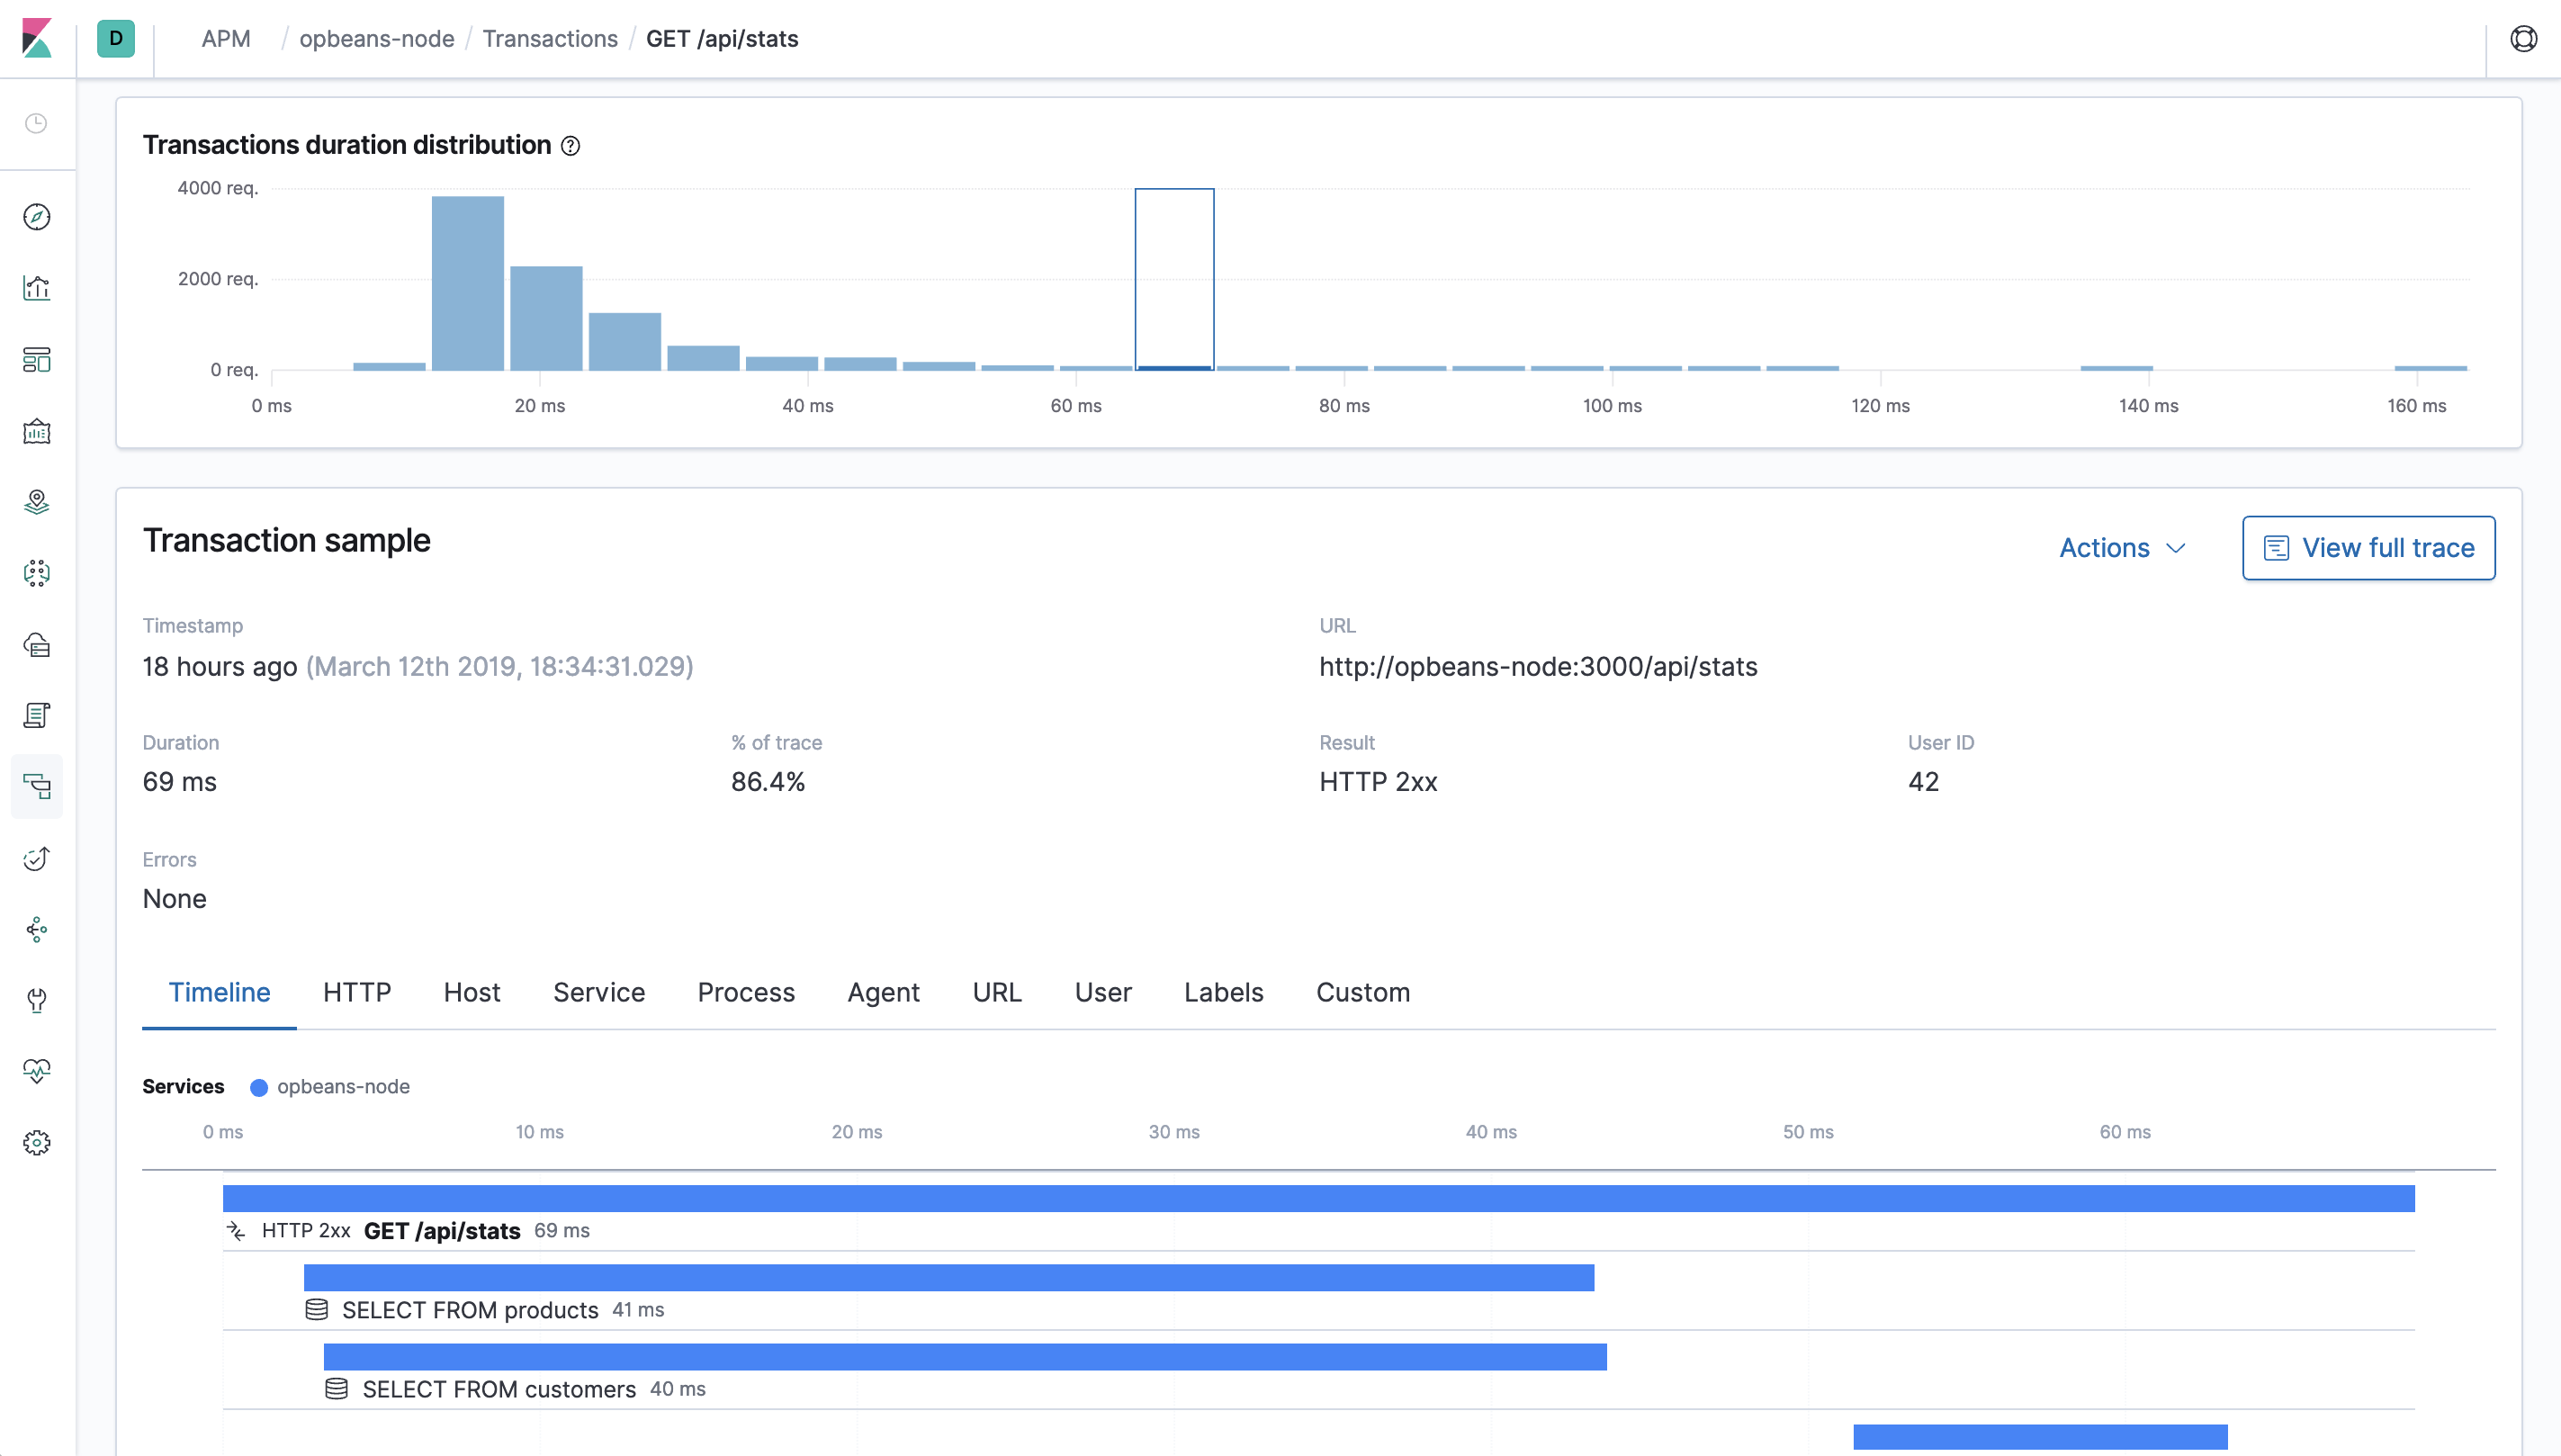 D
APM / opbeans-node / Transactions / GET /api/stats
Transactions duration distribution
4000 req.
2000 req.
0 req.
0 ms 20 ms 40 ms 60 ms 80 ms 100 ms 120 ms 140 ms 160 ms
Transaction sample
Actions
View full trace
Timestamp
URL
18 hours ago (March 12th 2019, 18:34:31.029)
http://opbeans-node:3000/api/stats
Duration
% of trace
Result
User ID
69 ms
86.4%
HTTP 2xx
42
Errors
None
Timeline HTTP Host Service Process Agent URL User Labels Custom
Services opbeans-node
0 ms 10 ms 20 ms 30 ms 40 ms 50 ms 60 ms
HTTP 2xx GET /api/stats 69 ms
SELECT FROM products 41 ms
SELECT FROM customers 40 ms